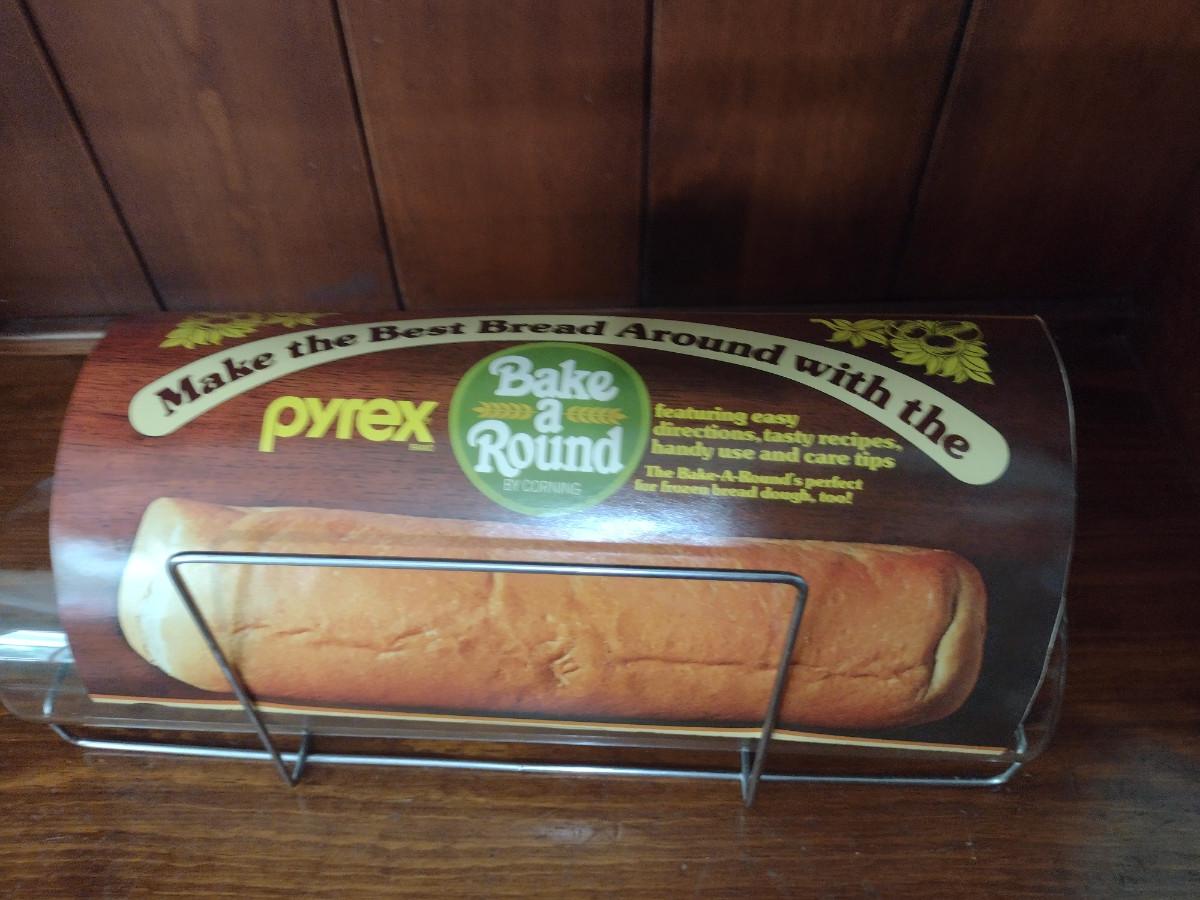 Make the Best Bread Around with the
pyrex
Bake
a
Round
BY CORNING
featuring easy
directions, tasty recipes,
handy use and care tips
The Bake-A-Round's perfect
for frozen bread dough, too!